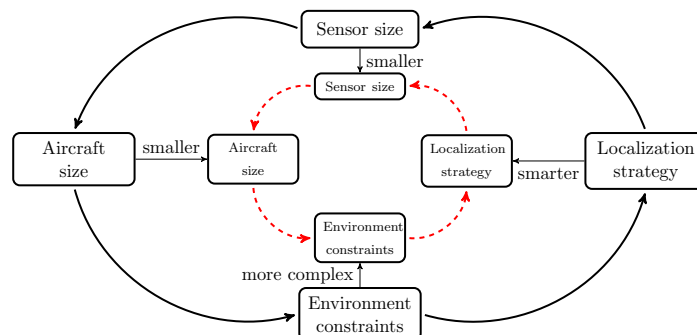 Sensor size
smaller
Sensor size
Aircraft
size
smaller
Aircraft
size
Localization
strategy
smarter
Localization
strategy
Environment
constraints
more complex
Environment
constraints